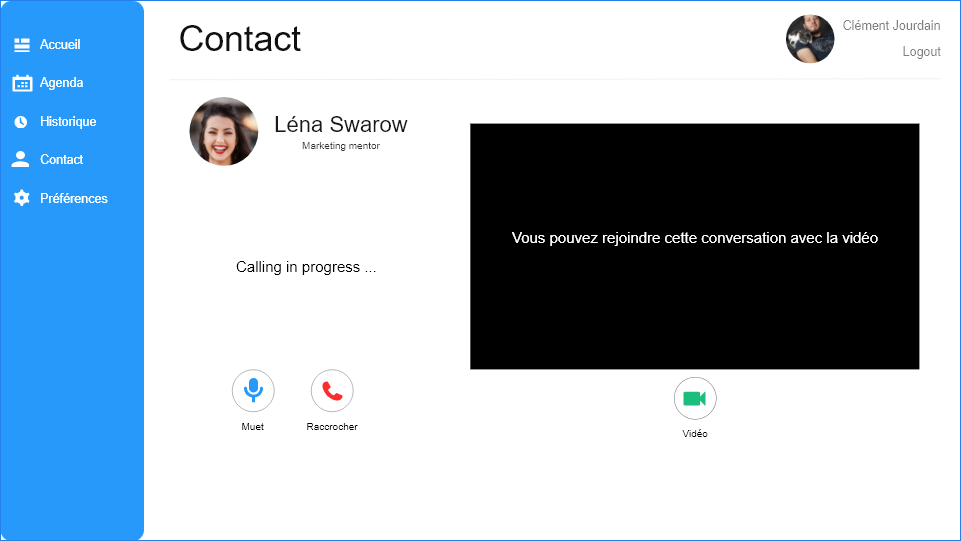 Accueil
Agenda
Historique
Contact
Préférences
Contact
Clément Jourdain
Logout
Léna Swarow
Marketing mentor
Calling in progress ...
Muet
Raccrocher
Vous pouvez rejoindre cette conversation avec la vidéo
Vidéo